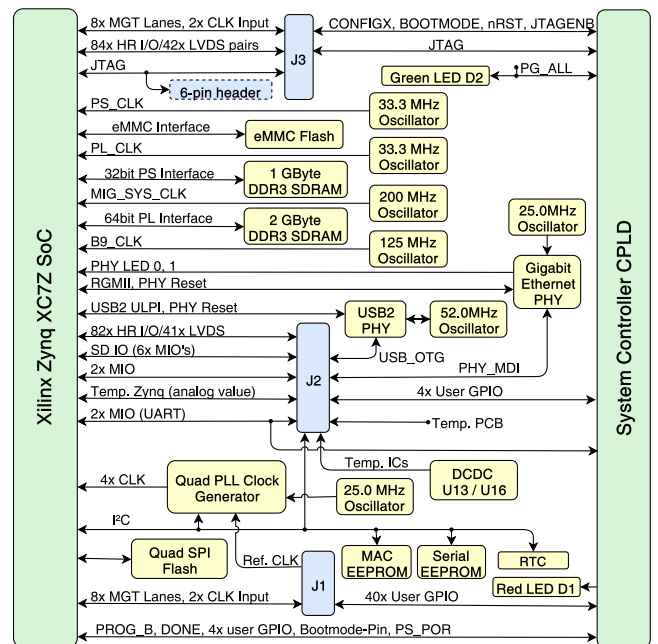 8x MGT Lanes, 2x CLK Input
CONFIGX, BOOTMODE, nRST, JTAGENB
84x HR I/O/42x LVDS pairs
J3
JTAG
JTAG
PG_ALL
Green LED D2
6-pin header
PS_CLK
33.3 MHz
Oscillator
eMMC Interface
eMMC Flash
PL_CLK
33.3 MHz
Oscillator
32bit PS Interface
1 GByte
DDR3 SDRAM
MIG_SYS_CLK
200 MHz
Oscillator
64bit PL Interface
2 GByte
DDR3 SDRAM
25.0MHz
Oscillator
B9_CLK
125 MHz
Oscillator
PHY LED 0, 1
Gigabit
Ethernet
PHY
RGMII, PHY Reset
USB2 ULPI, PHY Reset
USB2
PHY
52.0MHz
Oscillator
82x HR I/O/41x LVDS
SD IO (6x MIO's)
USB_OTG
PHY_MDI
2x MIO
J2
Temp. Zynq (analog value)
4x User GPIO
2x MIO (UART)
Temp. PCB
Temp. ICs
DCDC
U13 / U16
4x CLK
Quad PLL Clock
Generator
25.0 MHz
Oscillator
I²C
Quad SPI
Flash
Ref. CLK
MAC
EEPROM
Serial
EEPROM
RTC
J1
Red LED D1
8x MGT Lanes, 2x CLK Input
40x User GPIO
PROG_B, DONE, 4x user GPIO, Bootmode-Pin, PS_POR
Xilinx Zynq XC7Z SoC
System Controller CPLD